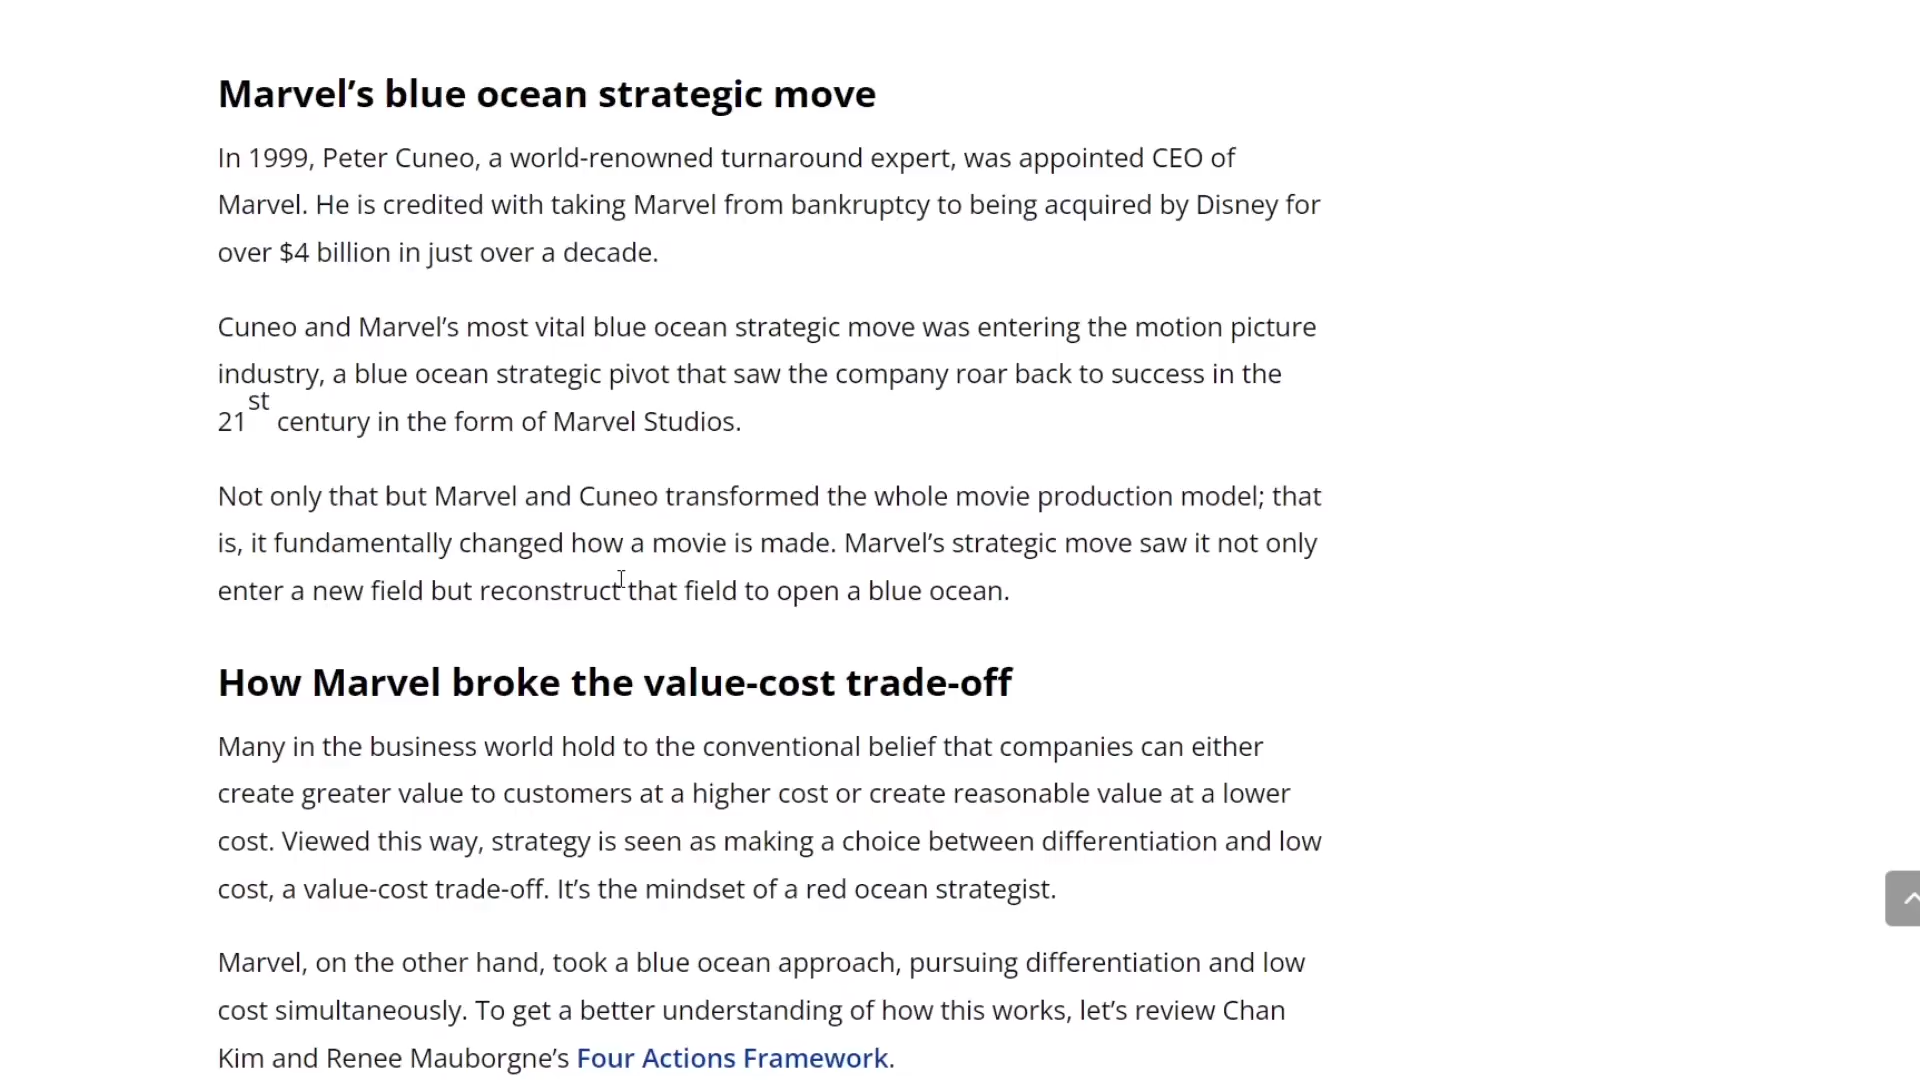 Marvel’s blue ocean strategic move
In 1999, Peter Cuneo, a world-renowned turnaround expert, was appointed CEO of
Marvel. He is credited with taking Marvel from bankruptcy to being acquired by Disney for
over $4 billion in just over a decade.
Cuneo and Marvel’s most vital blue ocean strategic move was entering the motion picture
industry, a blue ocean strategic pivot that saw the company roar back to success in the
21st century in the form of Marvel Studios.
Not only that but Marvel and Cuneo transformed the whole movie production model; that
is, it fundamentally changed how a movie is made. Marvel’s strategic move saw it not only
enter a new field but reconstruct that field to open a blue ocean.
How Marvel broke the value-cost trade-off
Many in the business world hold to the conventional belief that companies can either
create greater value to customers at a higher cost or create reasonable value at a lower
cost. Viewed this way, strategy is seen as making a choice between differentiation and low
cost, a value-cost trade-off. It’s the mindset of a red ocean strategist.
Marvel, on the other hand, took a blue ocean approach, pursuing differentiation and low
cost simultaneously. To get a better understanding of how this works, let’s review Chan
Kim and Renee Mauborgne’s Four Actions Framework.